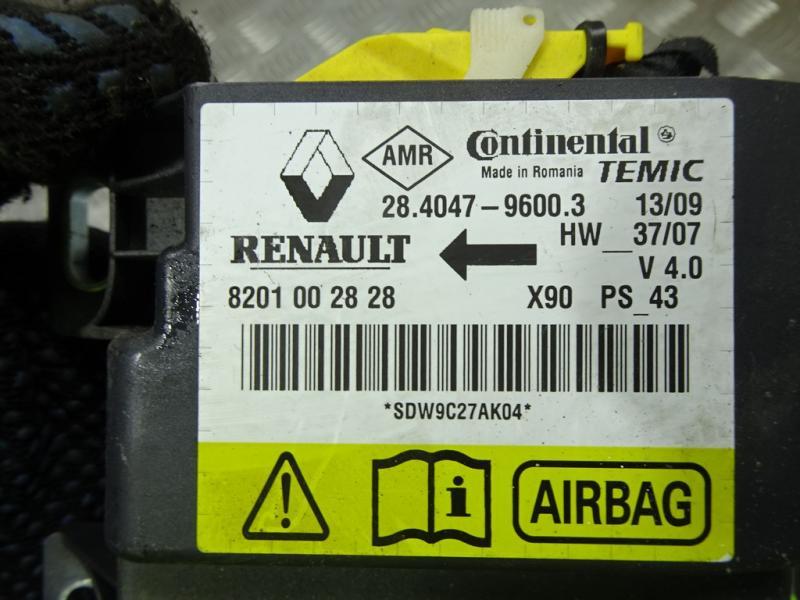 AMR
Continental
Made in Romania TEMIC
28.4047-9600.3 13/09
RENAULT HW__37/07
V 4.0
8201 00 28 28 X90 PS_43
*SDW9C27AK04*
i
AIRBAG